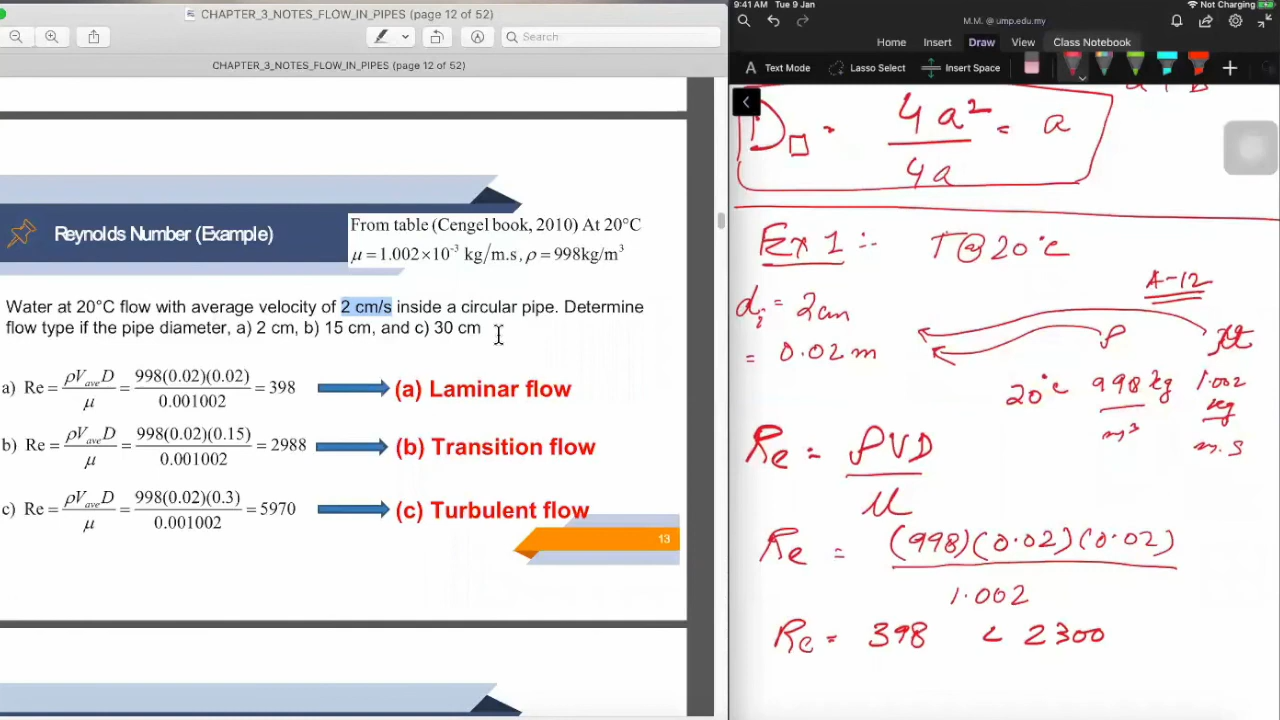 9:41 AM Tue 9 Jan
Not Charging
CHAPTER_3_NOTES_FLOW_IN_PIPES (page 12 of 52)
Search
CHAPTER_3_NOTES_FLOW_IN_PIPES (page 12 of 52)
M.M. @ ump.edu.my
Home Insert Draw View Class Notebook
Text Mode Lasso Select Insert Space
Reynolds Number (Example)
From table (Cengel book, 2010) At 20°C
μ = 1.002×10⁻³ kg/m.s, ρ = 998kg/m³
Water at 20°C flow with average velocity of 2 cm/s inside a circular pipe. Determine
flow type if the pipe diameter, a) 2 cm, b) 15 cm, and c) 30 cm
a) Re = ρV_ave D / μ = 998(0.02)(0.02) / 0.001002 = 398
(a) Laminar flow
b) Re = ρV_ave D / μ = 998(0.02)(0.15) / 0.001002 = 2988
(b) Transition flow
c) Re = ρV_ave D / μ = 998(0.02)(0.3) / 0.001002 = 5970
(c) Turbulent flow
13
D□ = 4a² / 4a = a
Ex 1 :- T@20°C
A-12
dᵢ = 2cm
= 0.02 m
ρ μ
20°C 998 kg/m³ 1.002 kg/m.s
Re = ρVD / μ
Re = (998)(0.02)(0.02) / 1.002
Re = 398 < 2300